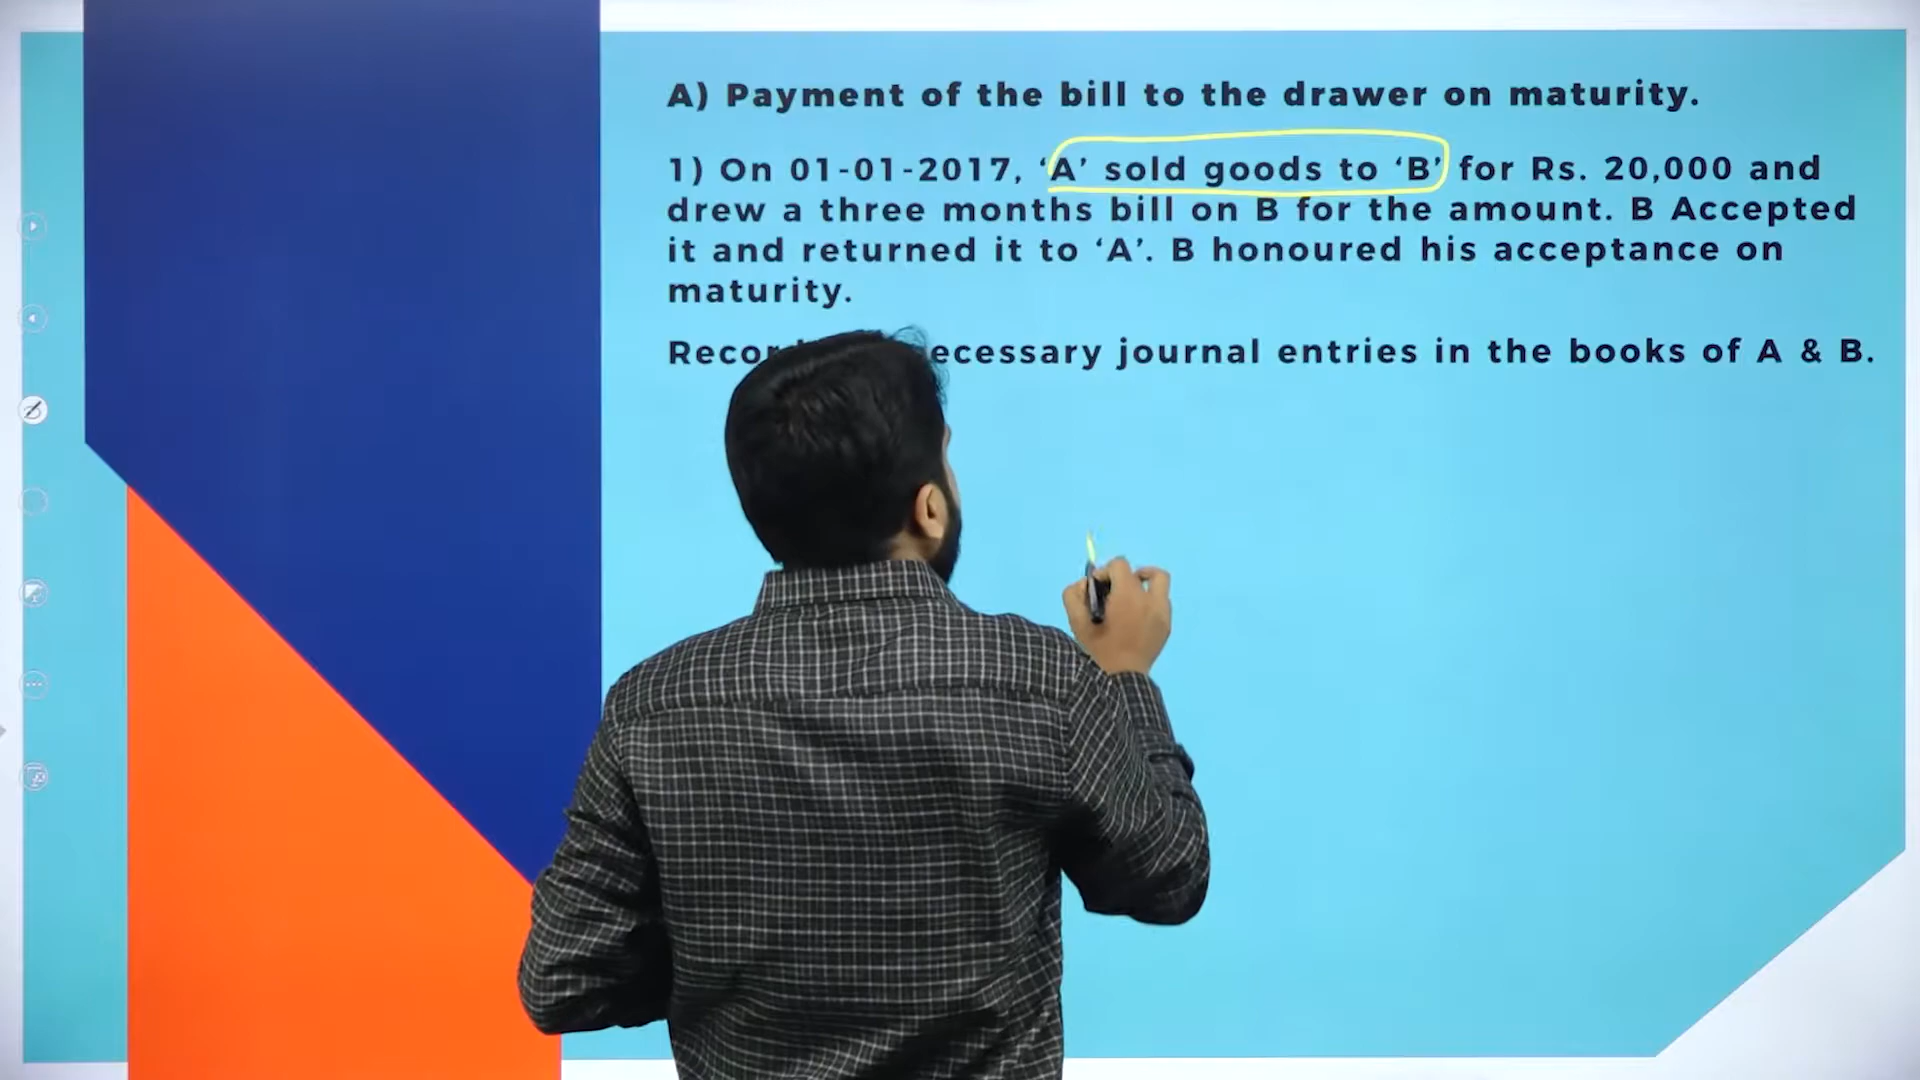 A) Payment of the bill to the drawer on maturity.
1) On 01-01-2017, ‘A’ sold goods to ‘B’ for Rs. 20,000 and
drew a three months bill on B for the amount. B Accepted
it and returned it to ‘A’. B honoured his acceptance on
maturity.
journal entries in the books of A & B.